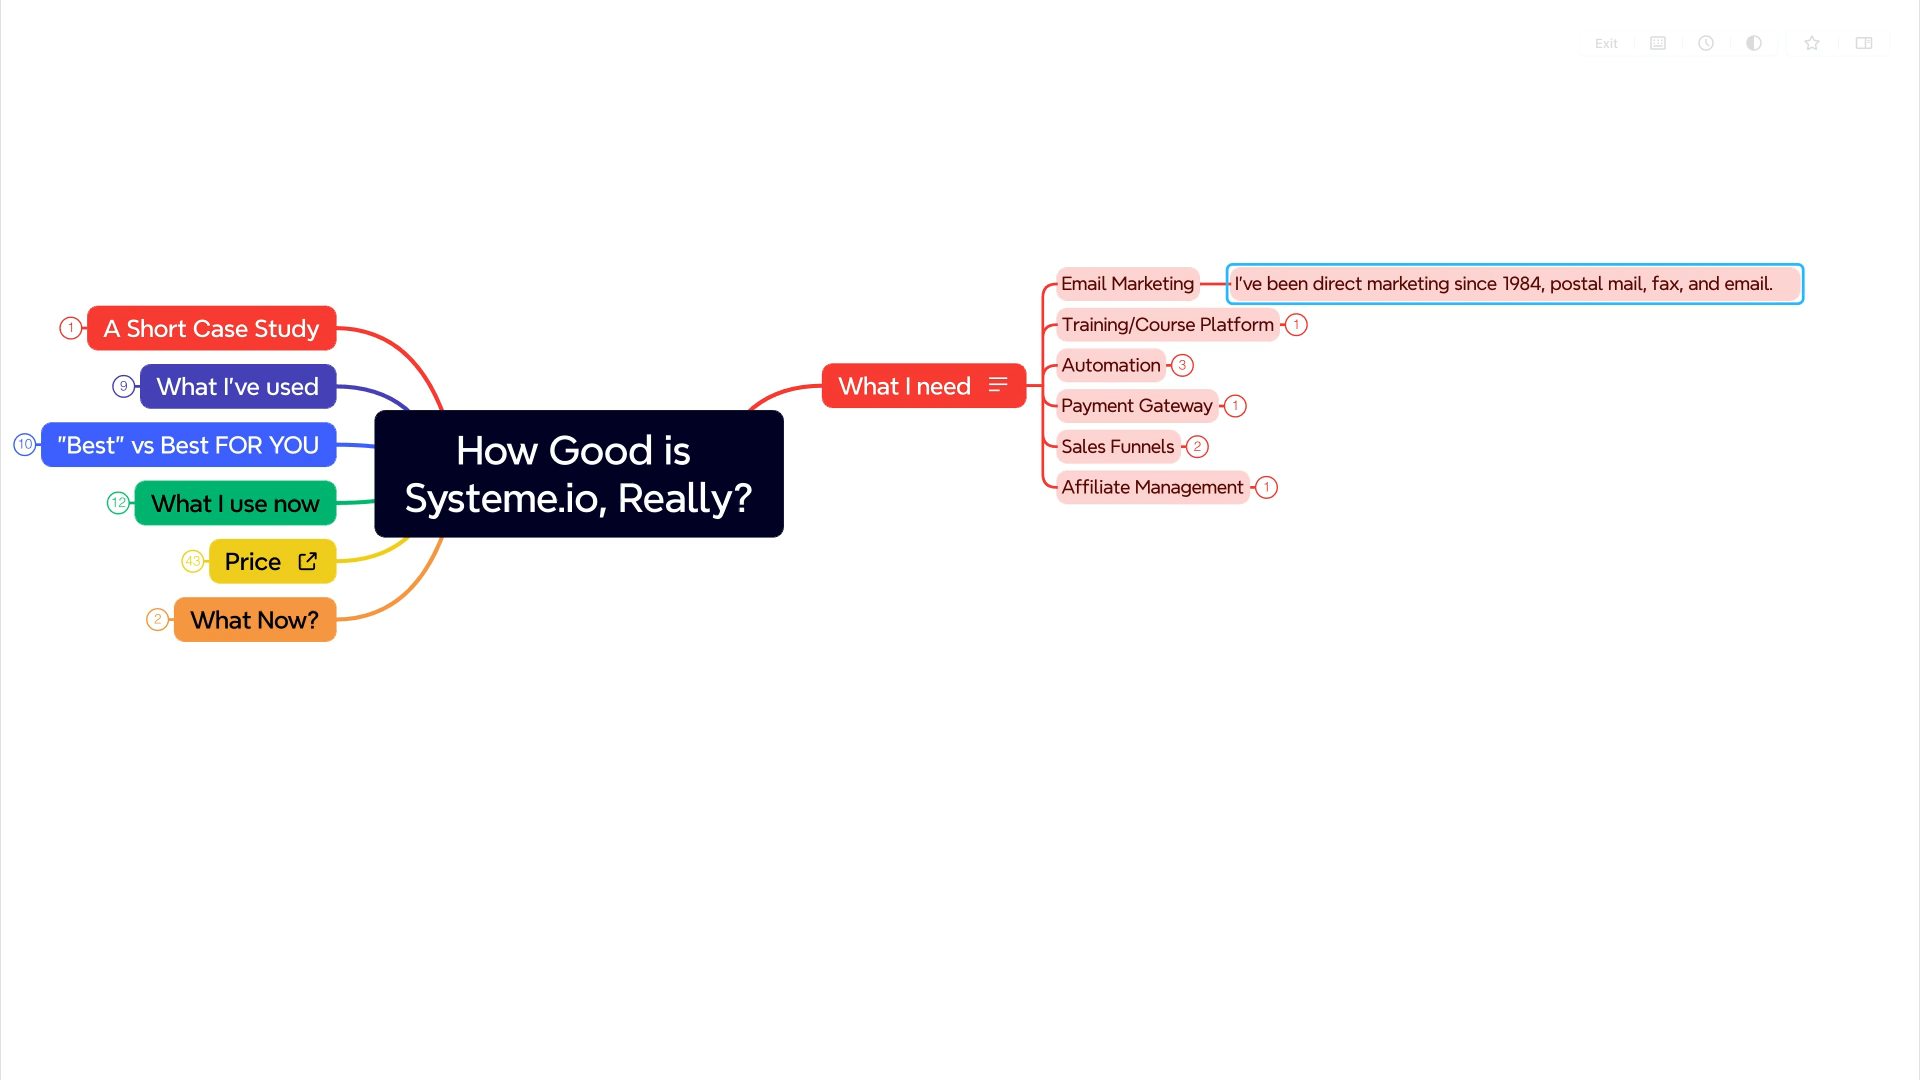 Exit
1
A Short Case Study
9
What I've used
10
"Best" vs Best FOR YOU
12
What I use now
43
Price
2
What Now?
How Good is
Systeme.io, Really?
What I need
Email Marketing
I've been direct marketing since 1984, postal mail, fax, and email.
Training/Course Platform
1
Automation
3
Payment Gateway
1
Sales Funnels
2
Affiliate Management
1